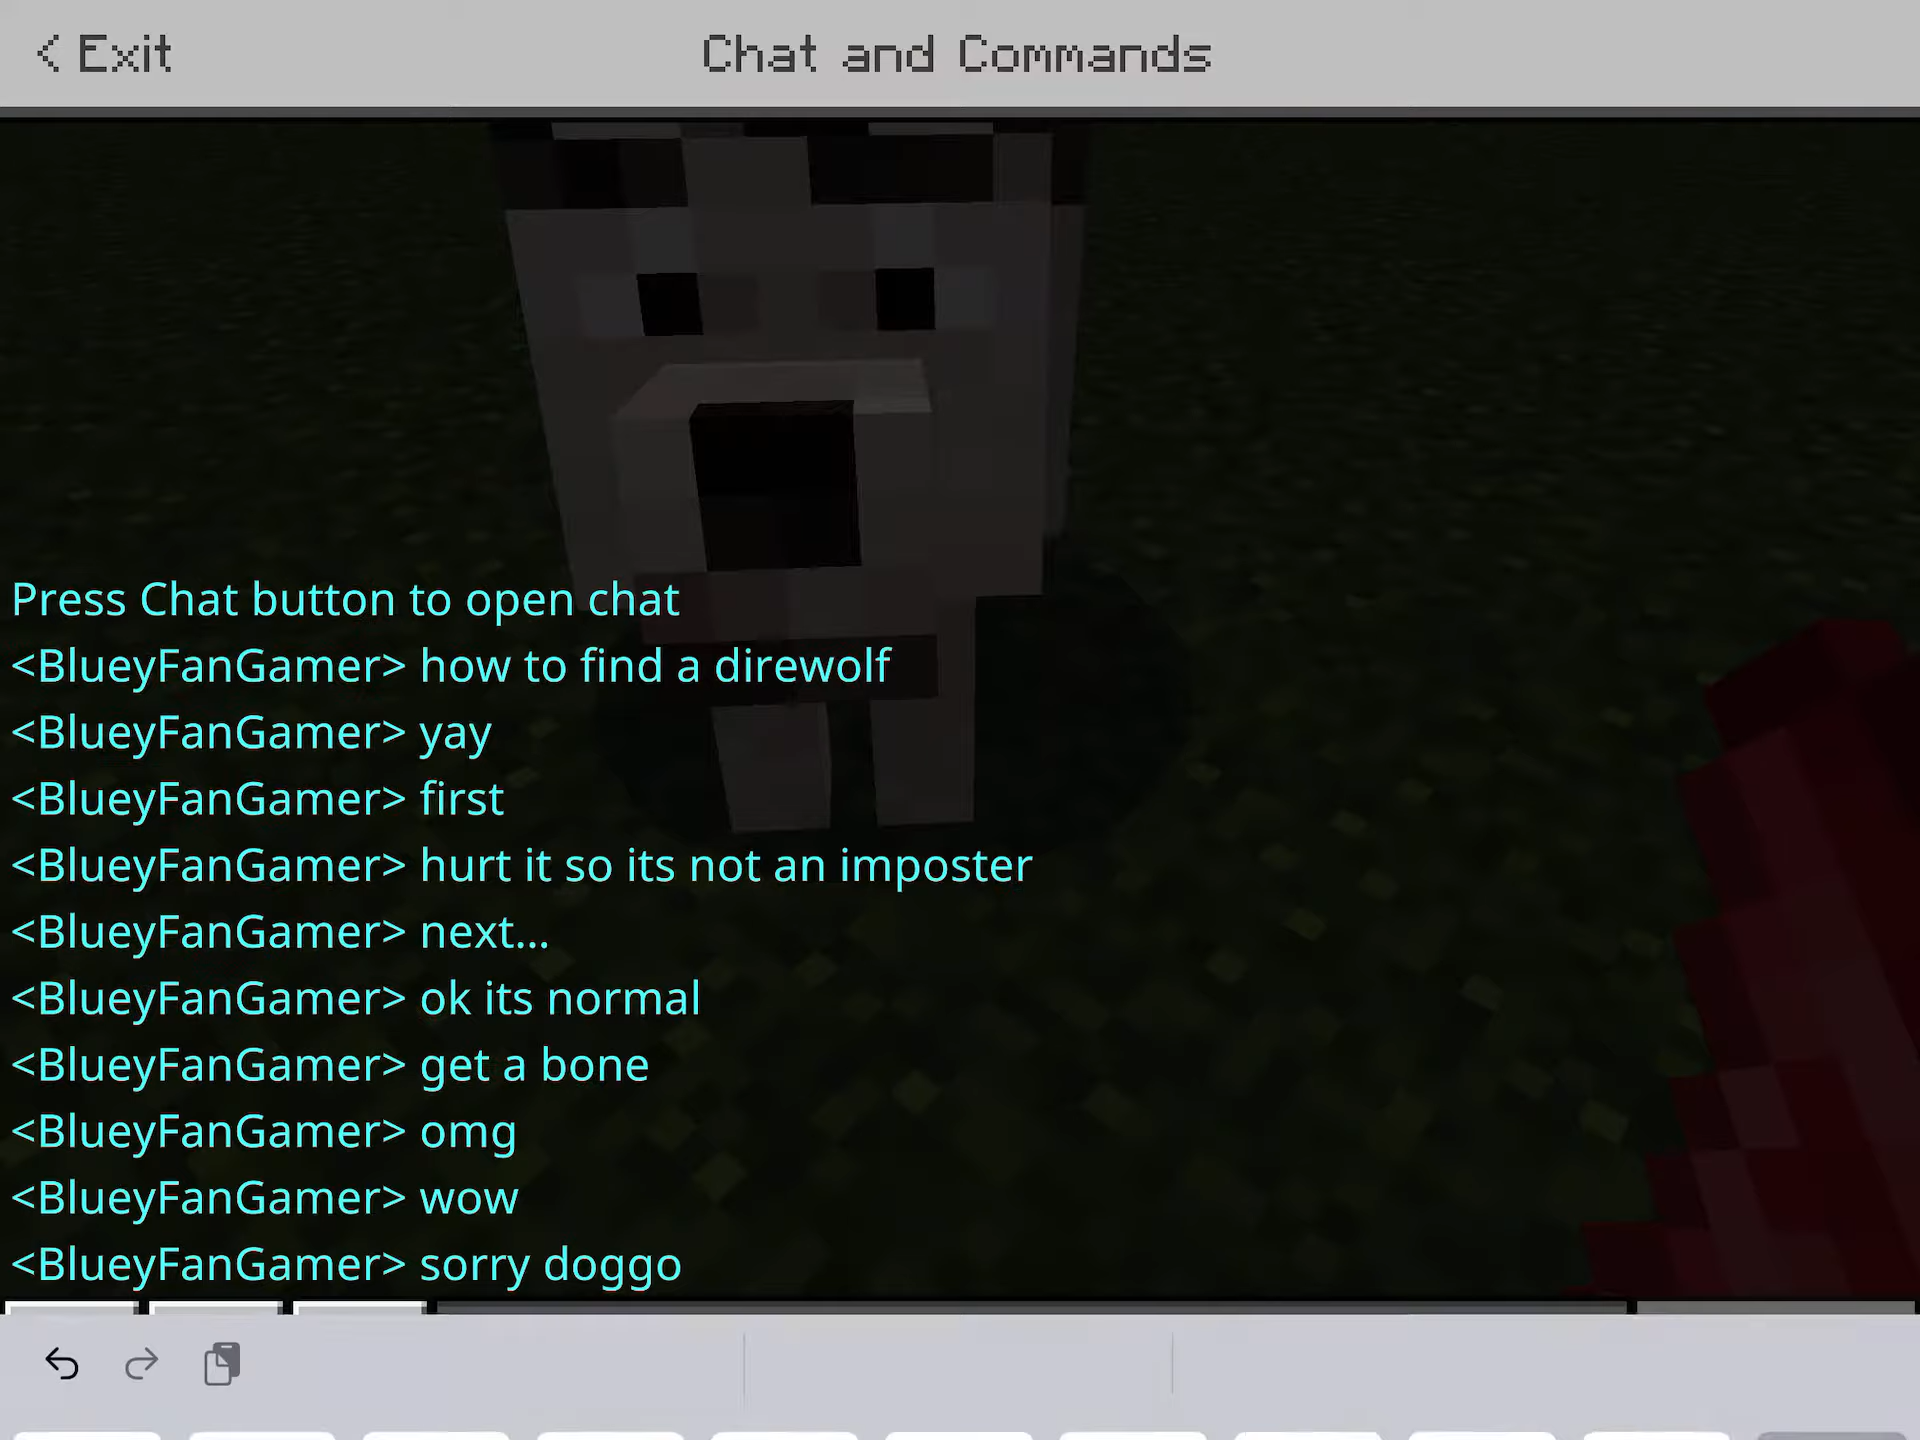 < Exit
Chat and Commands
Press Chat button to open chat
<BlueyFanGamer> how to find a direwolf
<BlueyFanGamer> yay
<BlueyFanGamer> first
<BlueyFanGamer> hurt it so its not an imposter
<BlueyFanGamer> next...
<BlueyFanGamer> ok its normal
<BlueyFanGamer> get a bone
<BlueyFanGamer> omg
<BlueyFanGamer> wow
<BlueyFanGamer> sorry doggo